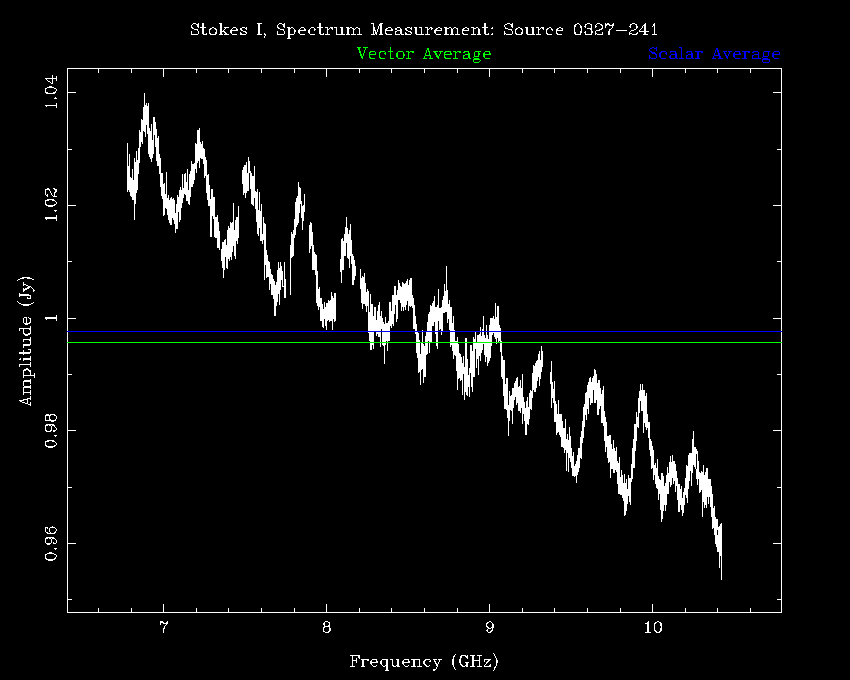 Stokes I, Spectrum Measurement: Source 0327-241
Vector Average Scalar Average
1.04
1.02
1
0.98
0.96
Amplitude (Jy)
7 8 9 10
Frequency (GHz)